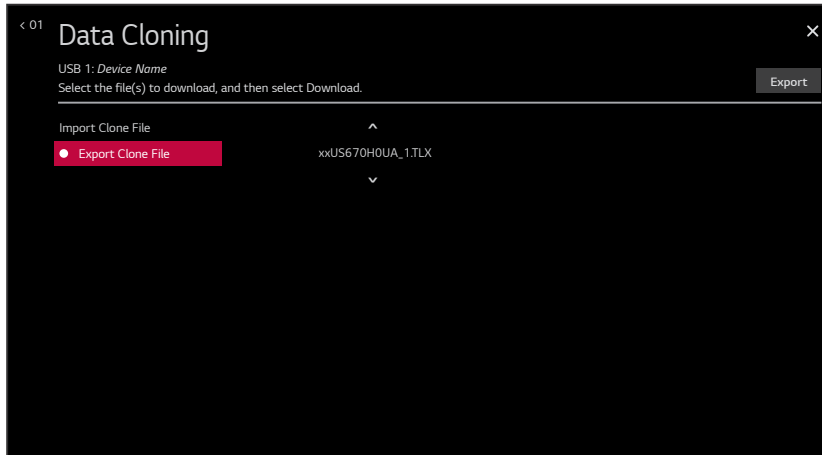 < 01
Data Cloning
USB 1: Device Name
Select the file(s) to download, and then select Download.
Export
Import Clone File
Export Clone File
xxUS670H0UA_1.TLX